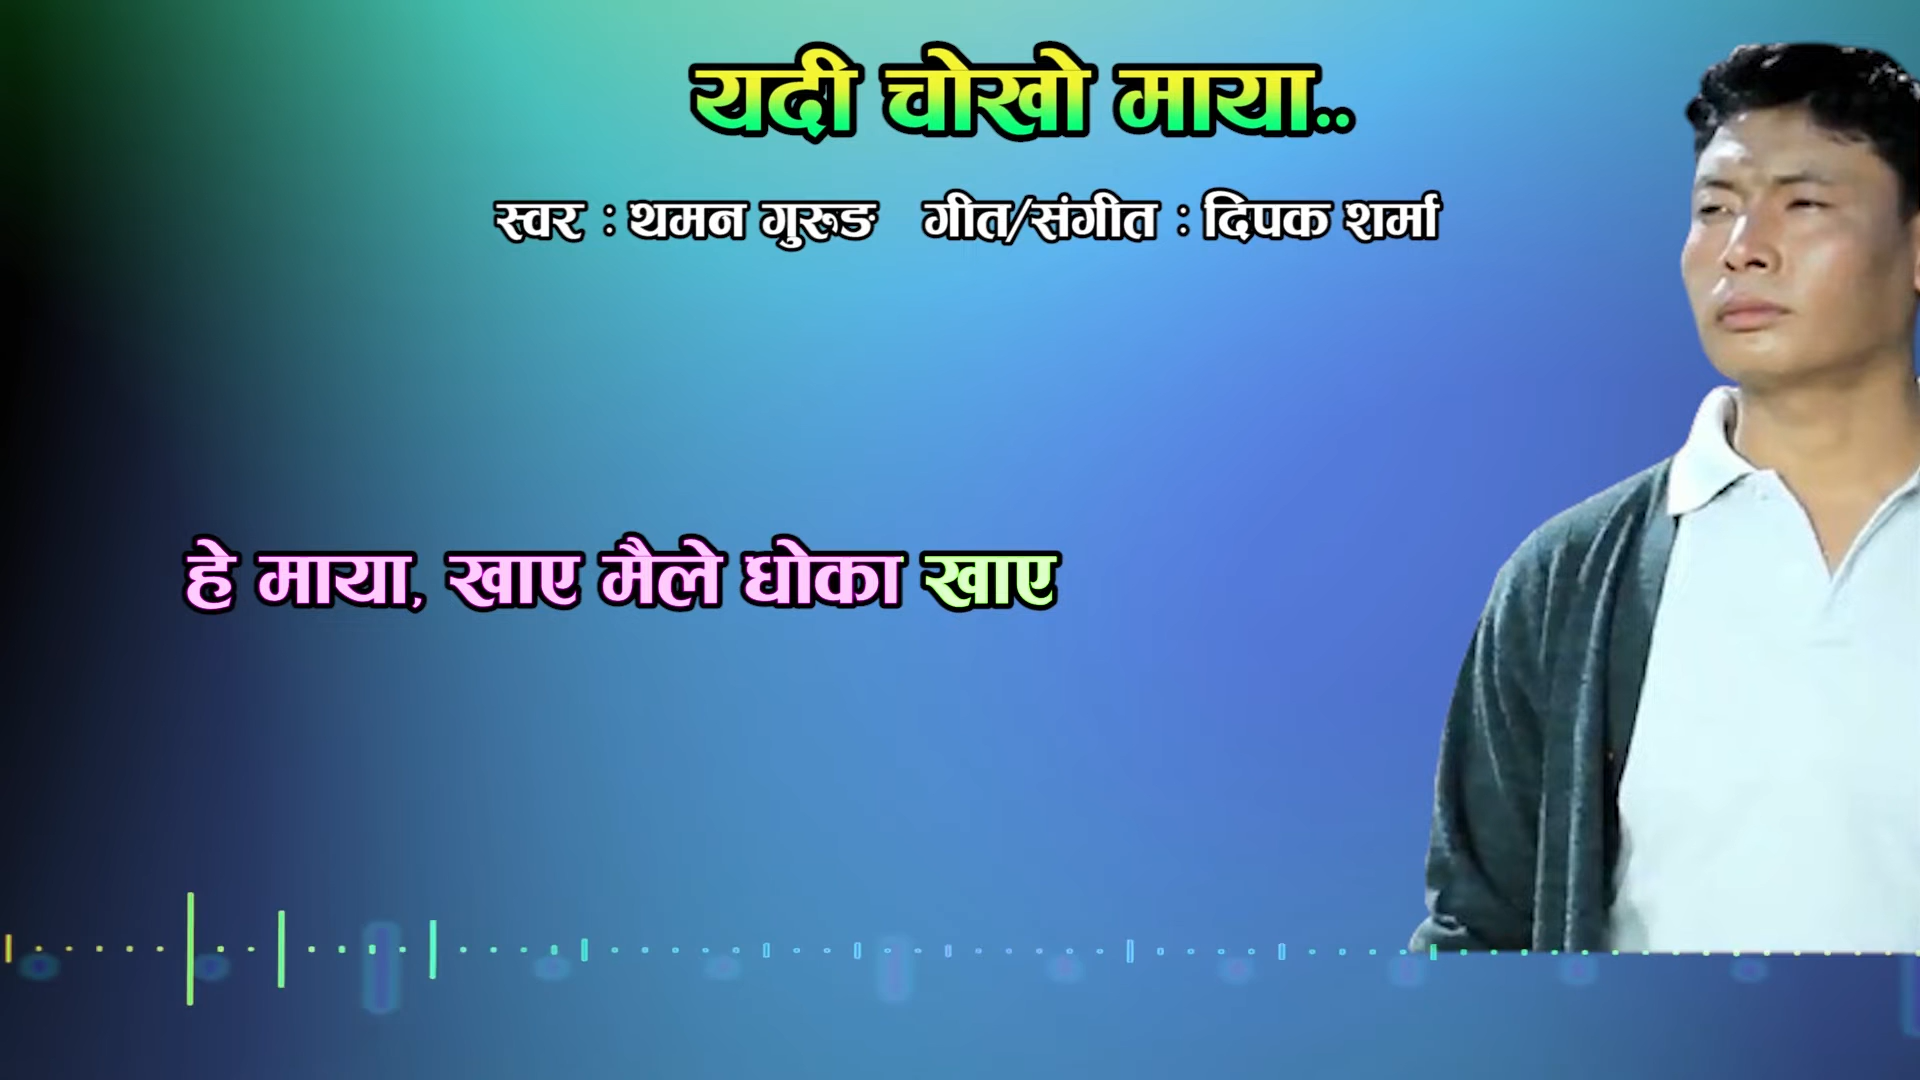 यदी चोखो माया..
स्वर : थमन गुरुङ   गीत/संगीत : दिपक शर्मा
हे माया, खाए मैले धोका खाए